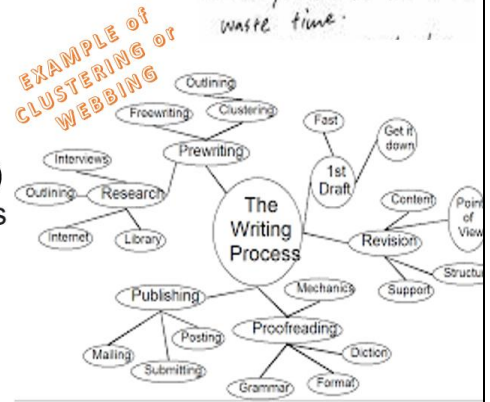 waste time.
EXAMPLE of
CLUSTERING or
WEBBING
Outlining
Freewriting
Clustering
Prewriting
Fast
Get it
down
1st
Draft
Interviews
Outlining
Research
Internet
Library
The
Writing
Process
Content
Point
of
View
Revision
Structu
Support
Publishing
Mailing
Submitting
Posting
Mechanics
Proofreading
Diction
Grammar
Format